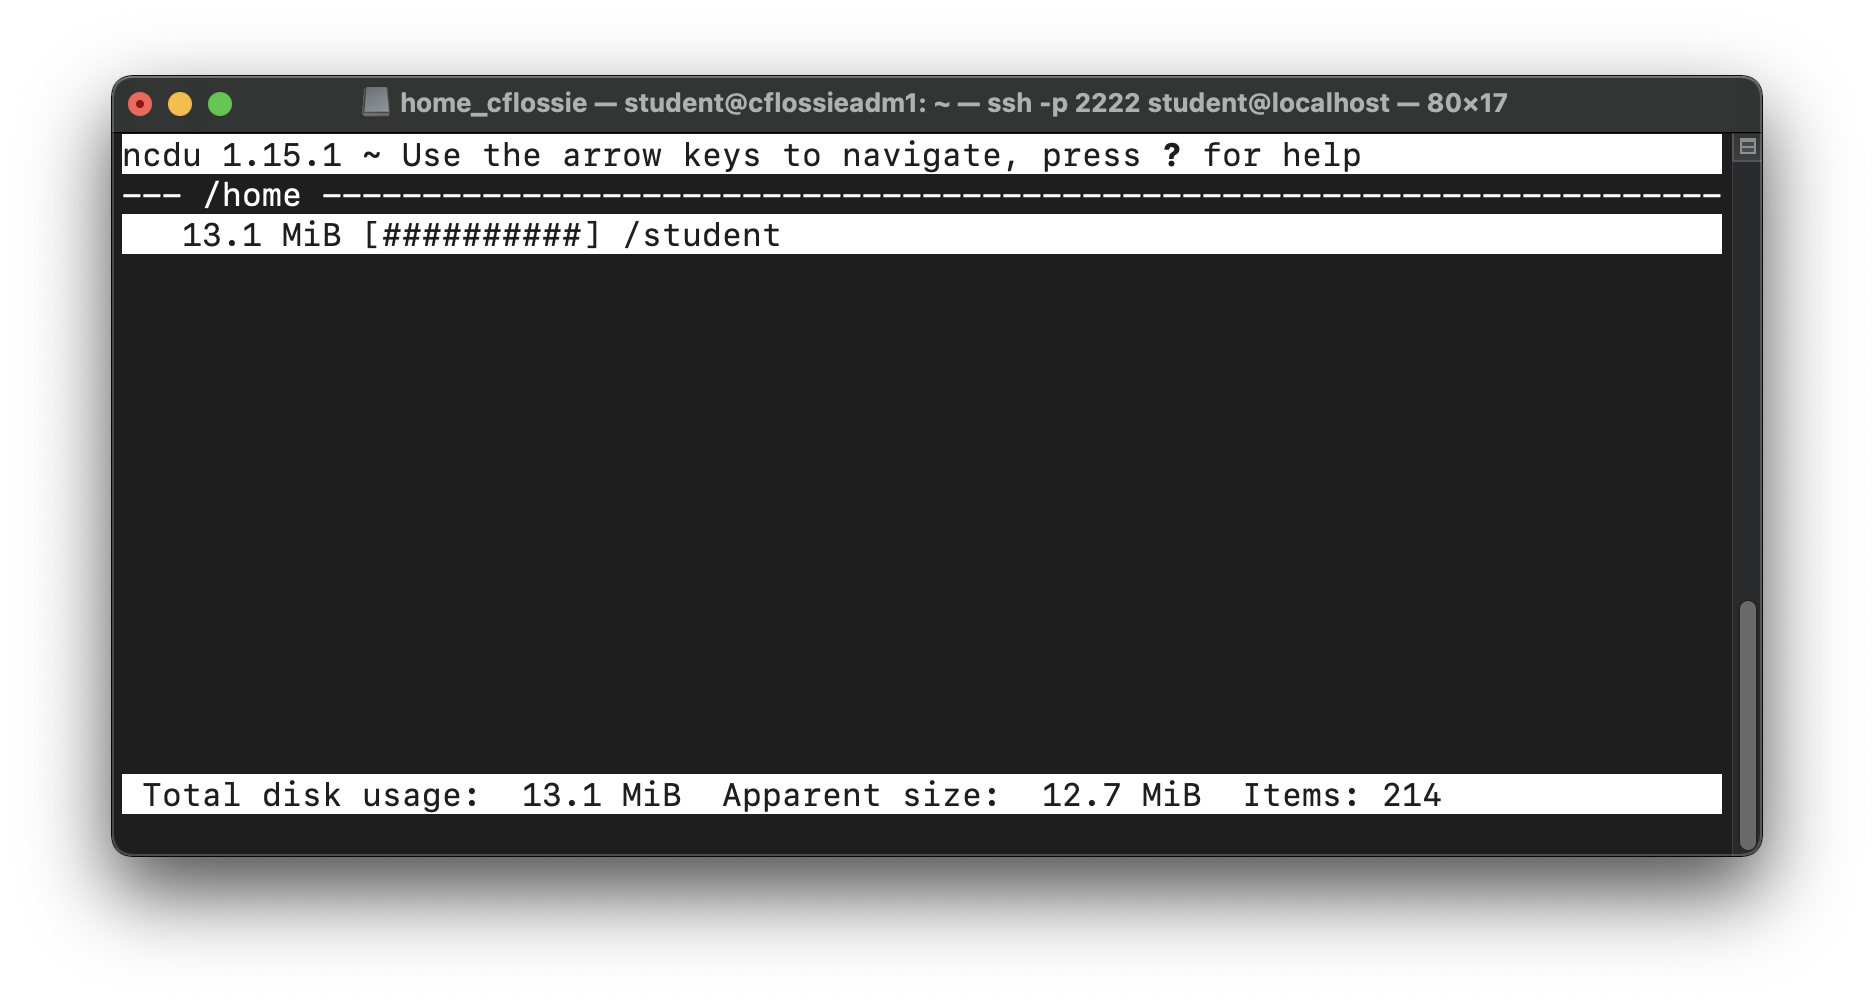 home_cflossie — student@cflossieadm1: ~ — ssh -p 2222 student@localhost — 80×17
ncdu 1.15.1 ~ Use the arrow keys to navigate, press ? for help
--- /home ----------------------------------------------------------------------
   13.1 MiB [##########] /student
 Total disk usage:  13.1 MiB  Apparent size:  12.7 MiB  Items: 214